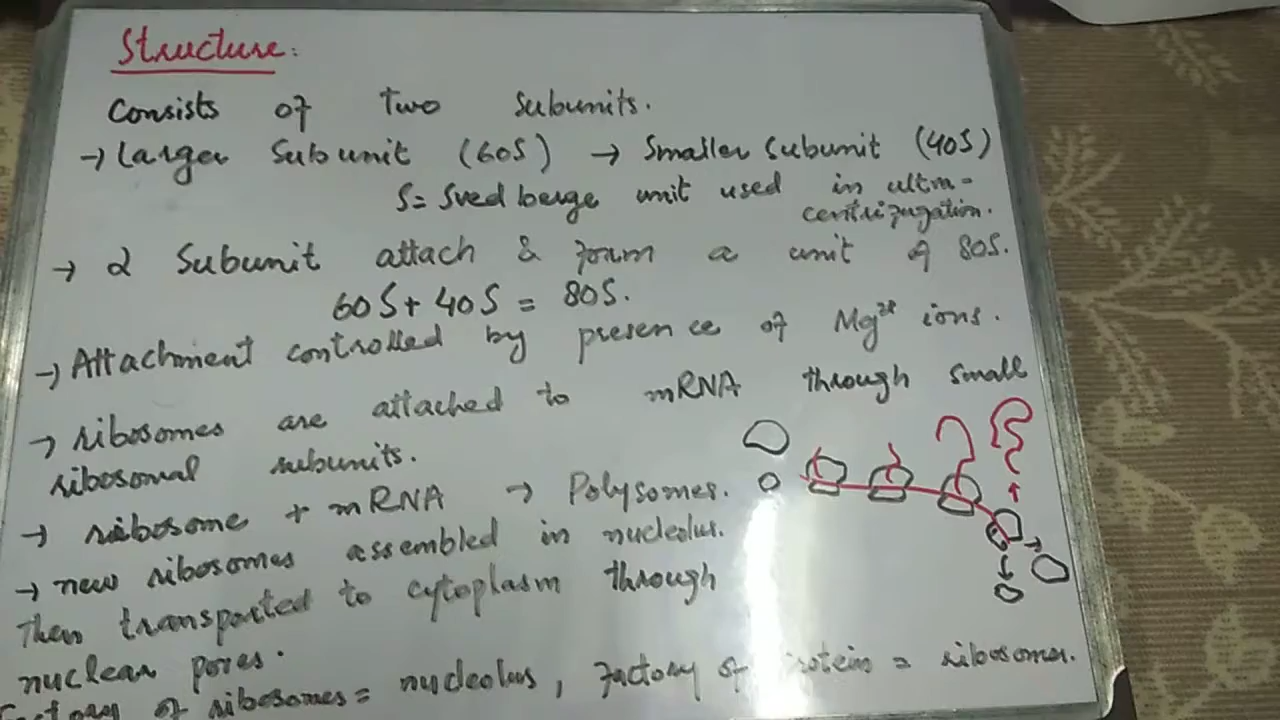 Structure:
Consists of two subunits.
→ Larger Subunit (60S) → Smaller Subunit (40S)
S = Svedberge unit used in ultra-
centrifugation.
→ 2 Subunit attach & form a unit of 80S.
60S + 40S = 80S.
→ Attachment controlled by presence of Mg²⁺ ions.
→ ribosomes are attached to mRNA through small
ribosomal subunits.
→ ribosome + mRNA → Polysomes.
→ new ribosomes assembled in nucleolus.
Then transported to cytoplasm through
nuclear pores.
Factory of ribosomes = nucleolus, Factory of Protein = ribosomes.